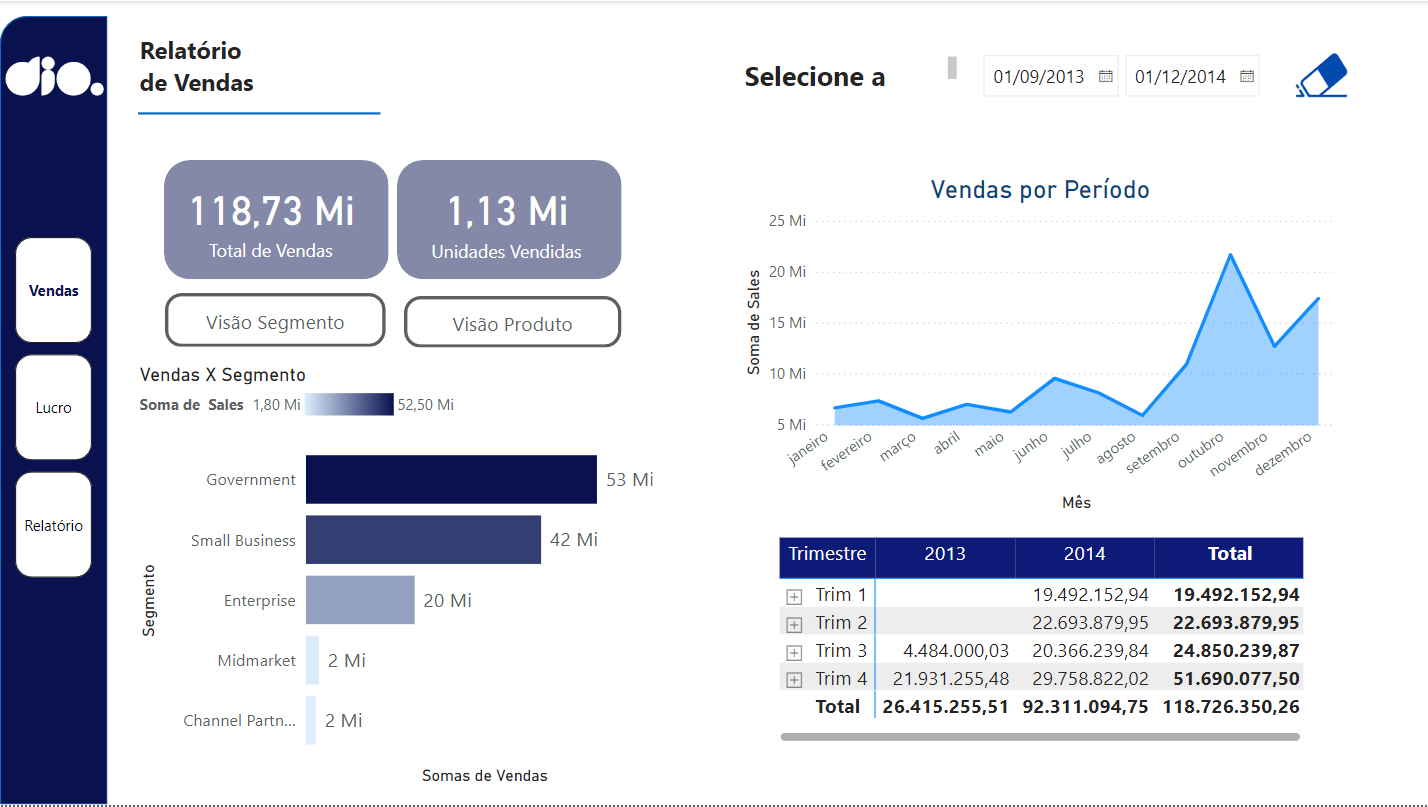 dio.
Relatório
de Vendas
Selecione a
01/09/2013
01/12/2014
118,73 Mi
Total de Vendas
1,13 Mi
Unidades Vendidas
Visão Segmento
Visão Produto
Vendas
Lucro
Relatório
Vendas X Segmento
Soma de Sales 1,80 Mi 52,50 Mi
Segmento
Government 53 Mi
Small Business 42 Mi
Enterprise 20 Mi
Midmarket 2 Mi
Channel Partn... 2 Mi
Somas de Vendas
Vendas por Período
Soma de Sales
25 Mi
20 Mi
15 Mi
10 Mi
5 Mi
janeiro fevereiro março abril maio junho julho agosto setembro outubro novembro dezembro
Mês
Trimestre 2013 2014 Total
Trim 1 19.492.152,94 19.492.152,94
Trim 2 22.693.879,95 22.693.879,95
Trim 3 4.484.000,03 20.366.239,84 24.850.239,87
Trim 4 21.931.255,48 29.758.822,02 51.690.077,50
Total 26.415.255,51 92.311.094,75 118.726.350,26